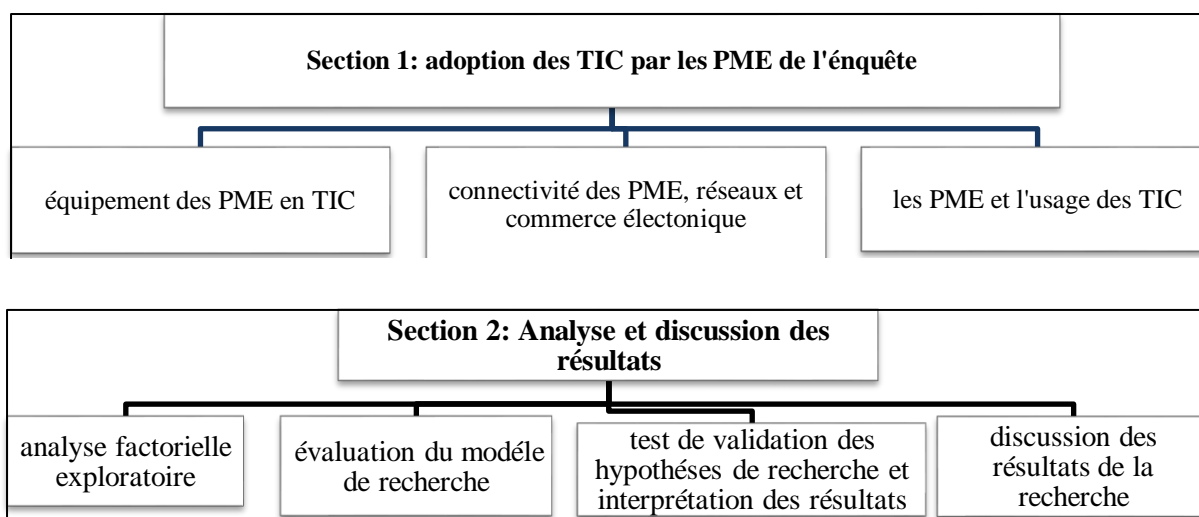 Section 1: adoption des TIC par les PME de l'énquête
équipement des PME en TIC
connectivité des PME, réseaux et
commerce électonique
les PME et l'usage des TIC
Section 2: Analyse et discussion des
résultats
analyse factorielle
exploratoire
évaluation du modéle
de recherche
test de validation des
hypothéses de recherche et
interprétation des résultats
discussion des
résultats de la
recherche